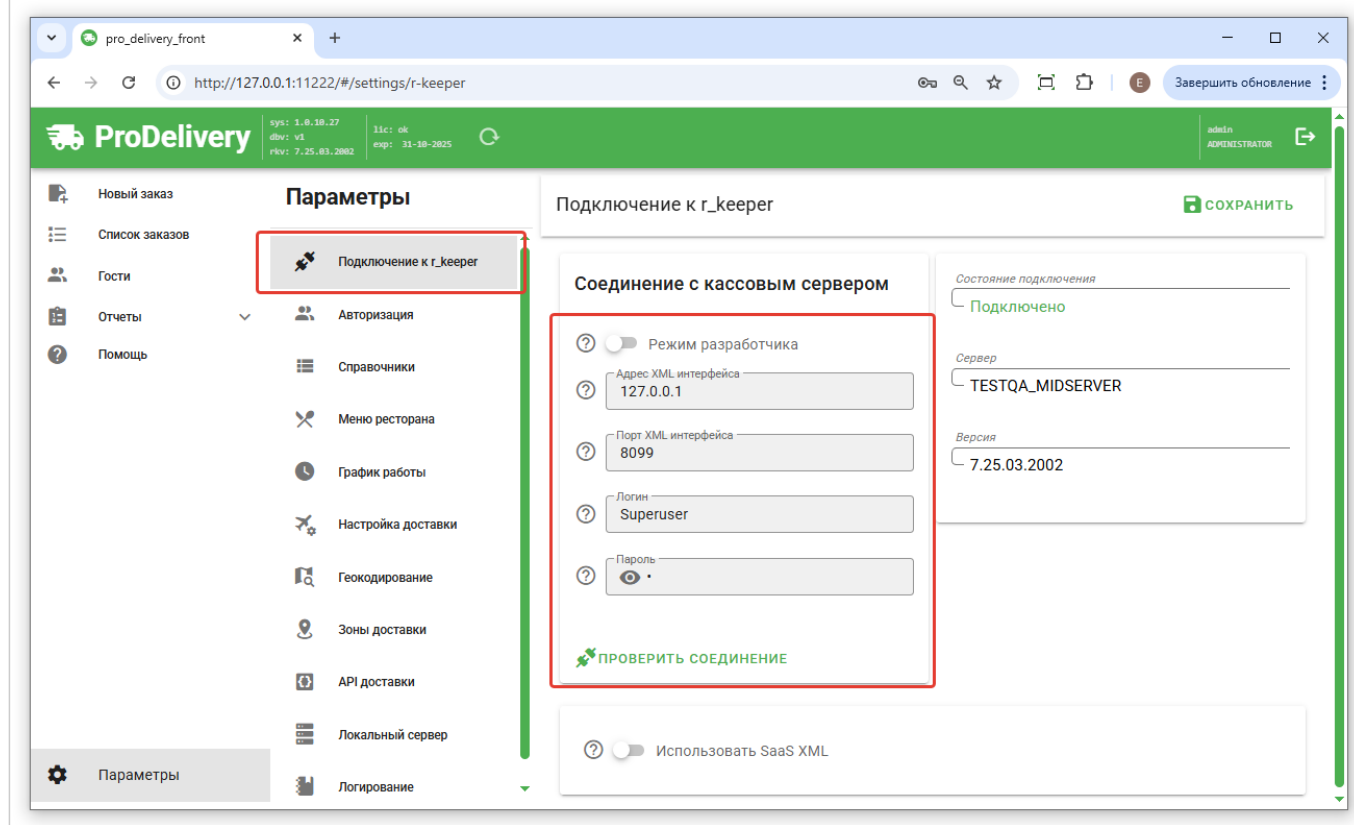 pro_delivery_front
http://127.0.0.1:11222/#/settings/r-keeper
E
Завершить обновление
ProDelivery
sys: 1.0.10.27
dbv: v1
rkv: 7.25.03.2002
lic: ok
exp: 31-10-2025
admin
ADMINISTRATOR
Новый заказ
Список заказов
Гости
Отчеты
Помощь
Параметры
Параметры
Подключение к r_keeper
Авторизация
Справочники
Меню ресторана
График работы
Настройка доставки
Геокодирование
Зоны доставки
API доставки
Локальный сервер
Логирование
Подключение к r_keeper
СОХРАНИТЬ
Соединение с кассовым сервером
Режим разработчика
Адрес XML интерфейса
127.0.0.1
Порт XML интерфейса
8099
Логин
Superuser
Пароль
•
ПРОВЕРИТЬ СОЕДИНЕНИЕ
Состояние подключения
Подключено
Сервер
TESTQA_MIDSERVER
Версия
7.25.03.2002
Использовать SaaS XML